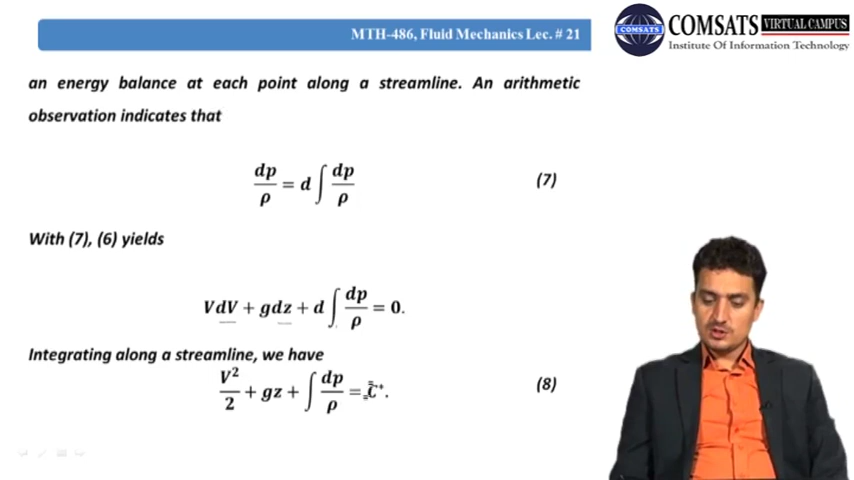 MTH-486, Fluid Mechanics Lec. # 21
COMSATS VIRTUAL CAMPUS
COMSATS
Institute Of Information Technology
an energy balance at each point along a streamline. An arithmetic
observation indicates that
dp/ρ = d ∫ dp/ρ (7)
With (7), (6) yields
VdV + gdz + d ∫ dp/ρ = 0.
Integrating along a streamline, we have
V²/2 + gz + ∫ dp/ρ = C. (8)